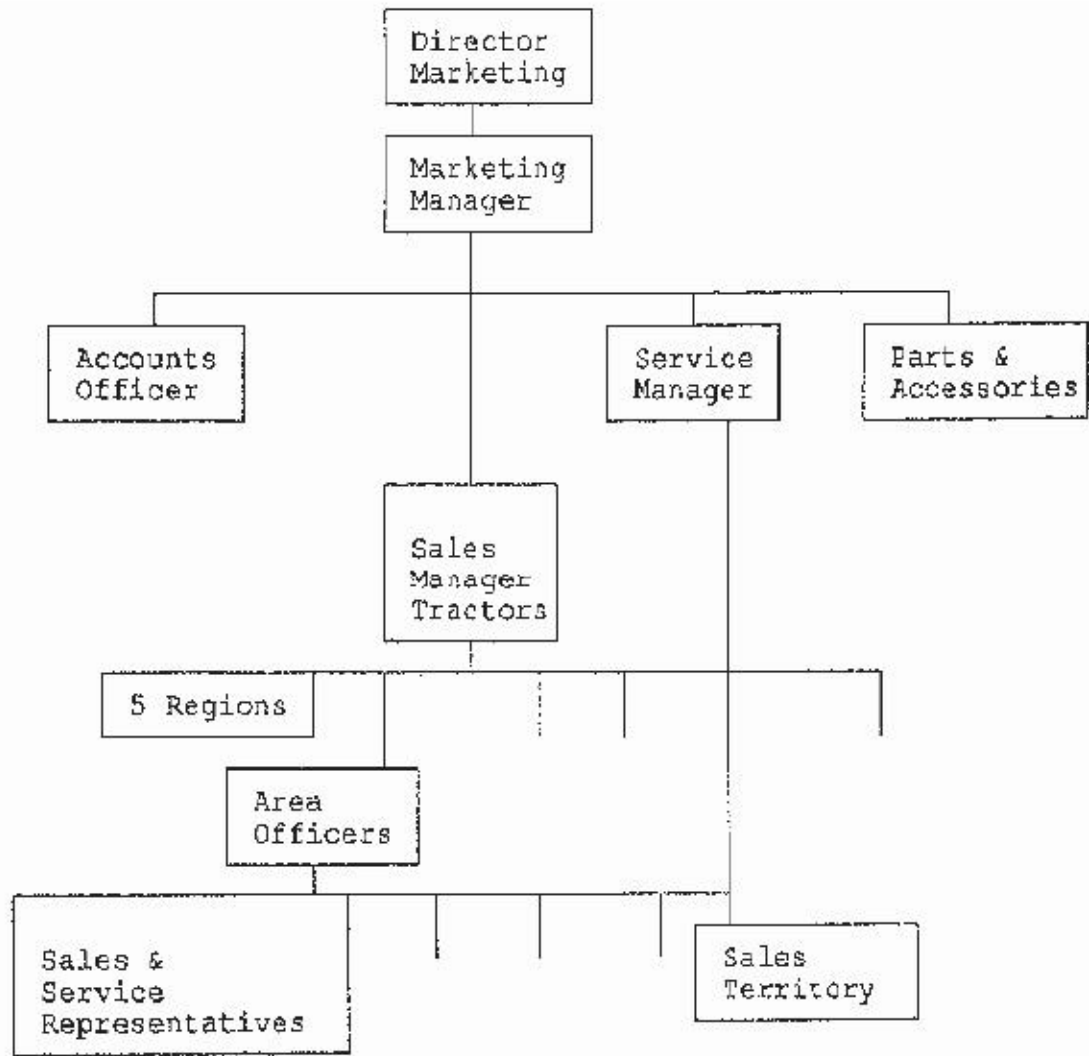 Director
Marketing
Marketing
Manager
Accounts
Officer
Service
Manager
Parts &
Accessories
Sales
Manager
Tractors
5 Regions
Area
Officers
Sales &
Service
Representatives
Sales
Territory